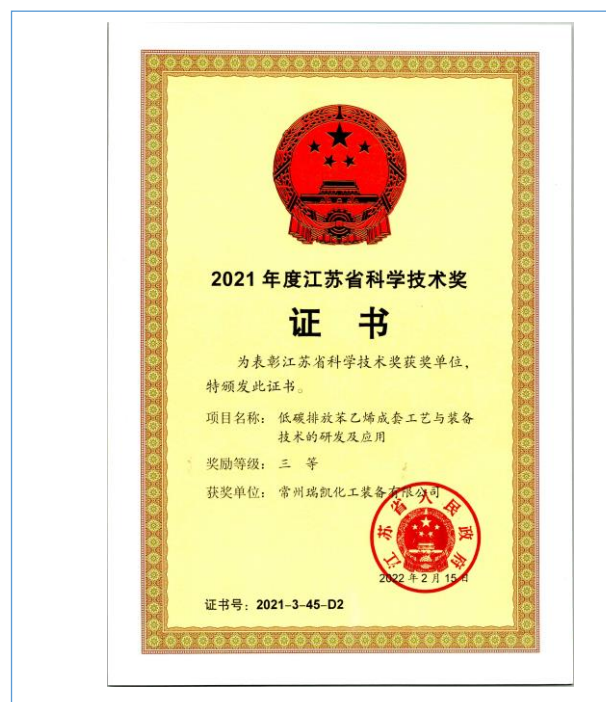 2021 年度江苏省科学技术奖
证 书
为表彰江苏省科学技术奖获奖单位，
特颁发此证书。
项目名称： 低碳排放苯乙烯成套工艺与装备
技术的研发及应用
奖励等级： 三 等
获奖单位： 常州瑞凯化工装备有限公司
江苏省人民政府
2022 年 2 月 15 日
证书号：2021-3-45-D2